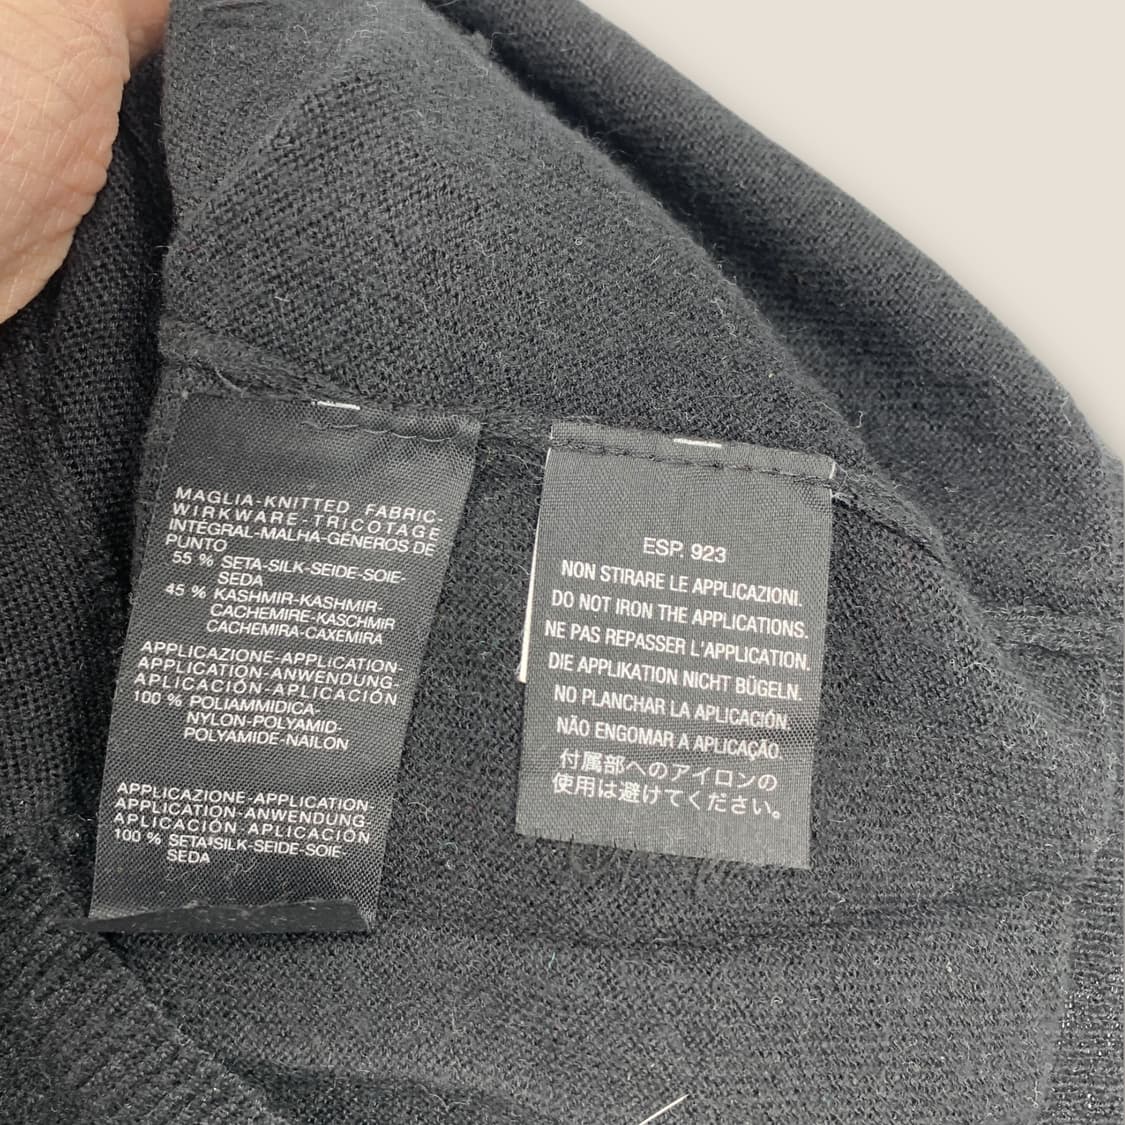 MAGLIA-KNITTED FABRIC
WIRKWARE-TRICOTAGE
INTÉGRAL-MALHA-GÉNEROS DE
PUNTO
55 % SETA-SILK-SEIDE-SOIE-
SEDA
45 % KASHMIR-KASHMIR-
CACHEMIRE-KASCHMIR
CACHEMIRA-CAXEMIRA
APPLICAZIONE-APPLICATION-
APPLICATION-ANWENDUNG
APLICACIÓN-APLICACIÓN
100 % POLIAMMIDICA-
NYLON-POLYAMID-
POLYAMIDE-NAILON
APPLICAZIONE-APPLICATION-
APPLICATION-ANWENDUNG
APLICACIÓN APLICACIÓN
100 % SETA-SILK-SEIDE-SOIE-
SEDA
ESP. 923
NON STIRARE LE APPLICAZIONI.
DO NOT IRON THE APPLICATIONS.
NE PAS REPASSER L'APPLICATION.
DIE APPLIKATION NICHT BÜGELN.
NO PLANCHAR LA APLICACIÓN.
NÃO ENGOMAR A APLICAÇÃO.
付属部へのアイロンの
使用は避けてください。